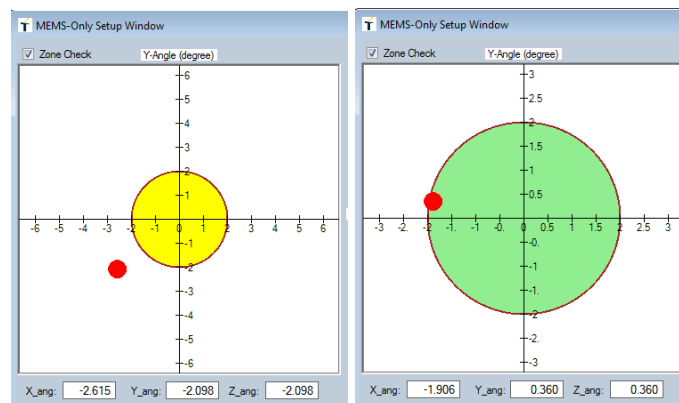 MEMS-Only Setup Window
Zone Check
Y-Angle (degree)
6
5
4
3
2
1
-6 -5 -4 -3 -2 -1 0 1 2 3 4 5 6
-1
-2
-3
-4
-5
-6
X_ang: -2.615 Y_ang: -2.098 Z_ang: -2.098
MEMS-Only Setup Window
Zone Check
Y-Angle (degree)
3
2.5
2
1.5
1
0.5
-3 -2. -2 -1. -1 -0. 0 0.5 1 1.5 2 2.5 3
-0.
-1.
-1.
-2
-2.
-3.2
X_ang: -1.906 Y_ang: 0.360 Z_ang: 0.360